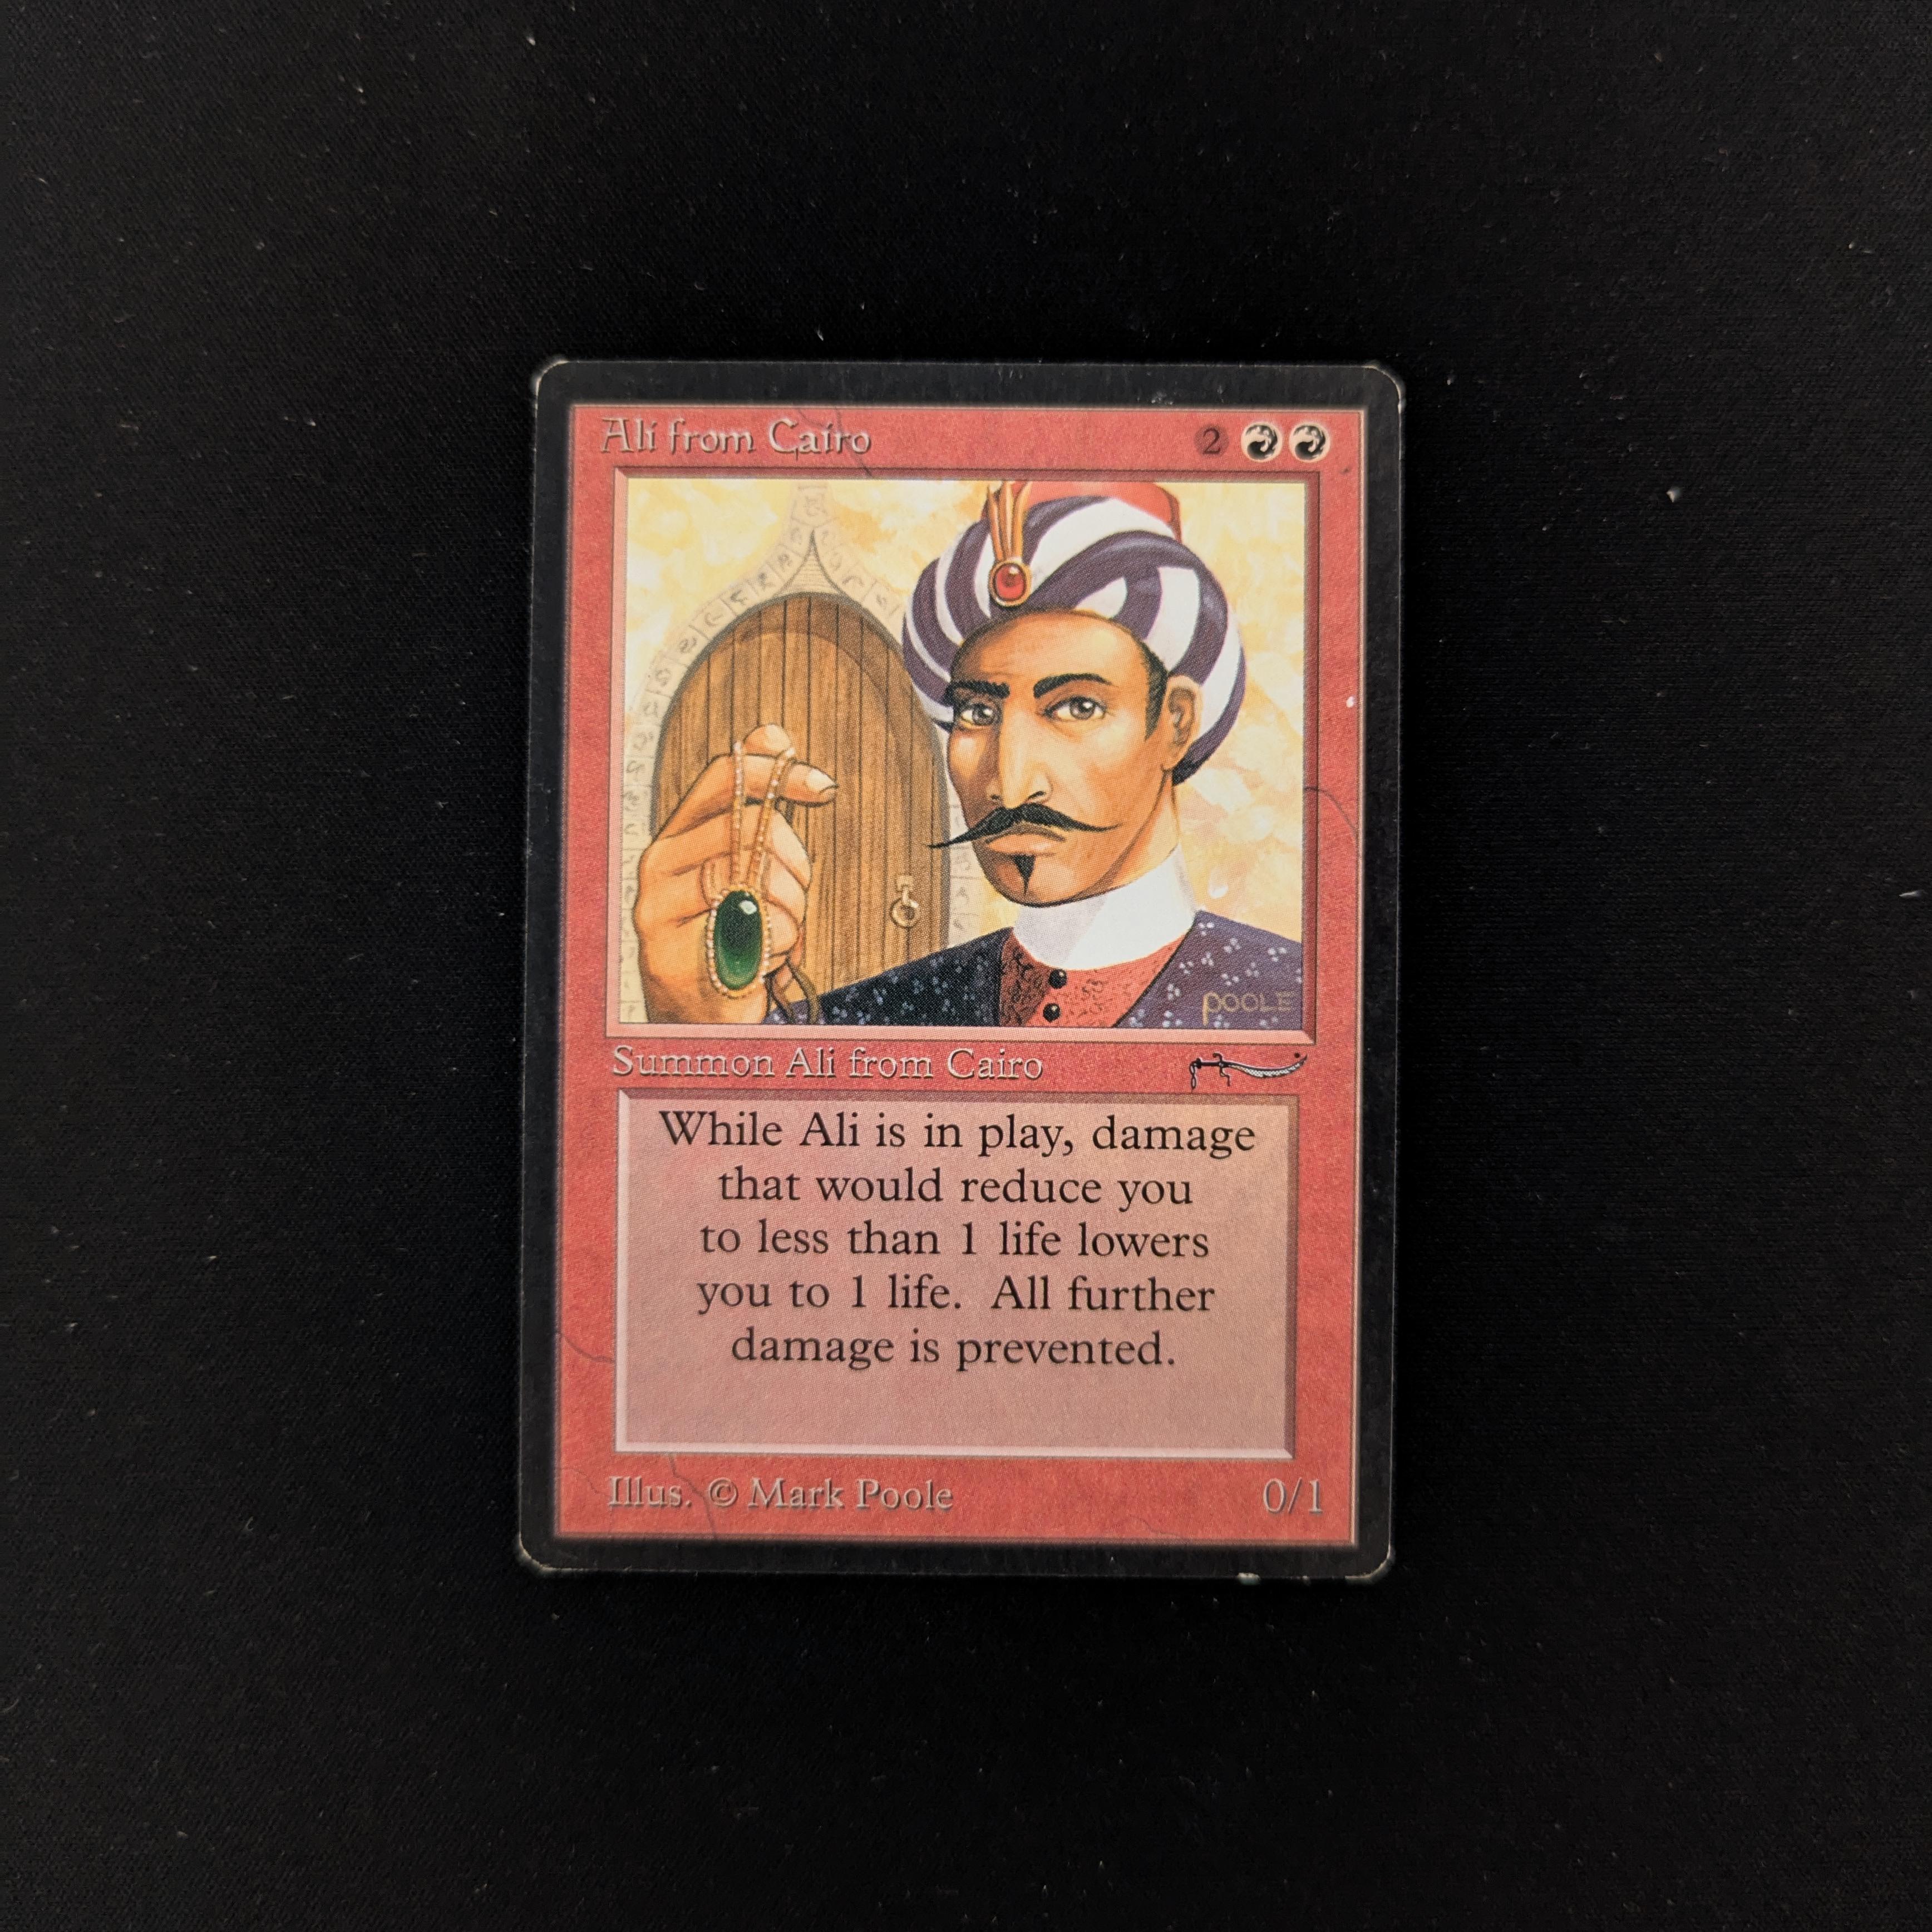 Ali from Cairo 2
POOLE
Summon Ali from Cairo
While Ali is in play, damage
that would reduce you
to less than 1 life lowers
you to 1 life. All further
damage is prevented.
Illus. © Mark Poole 0/1